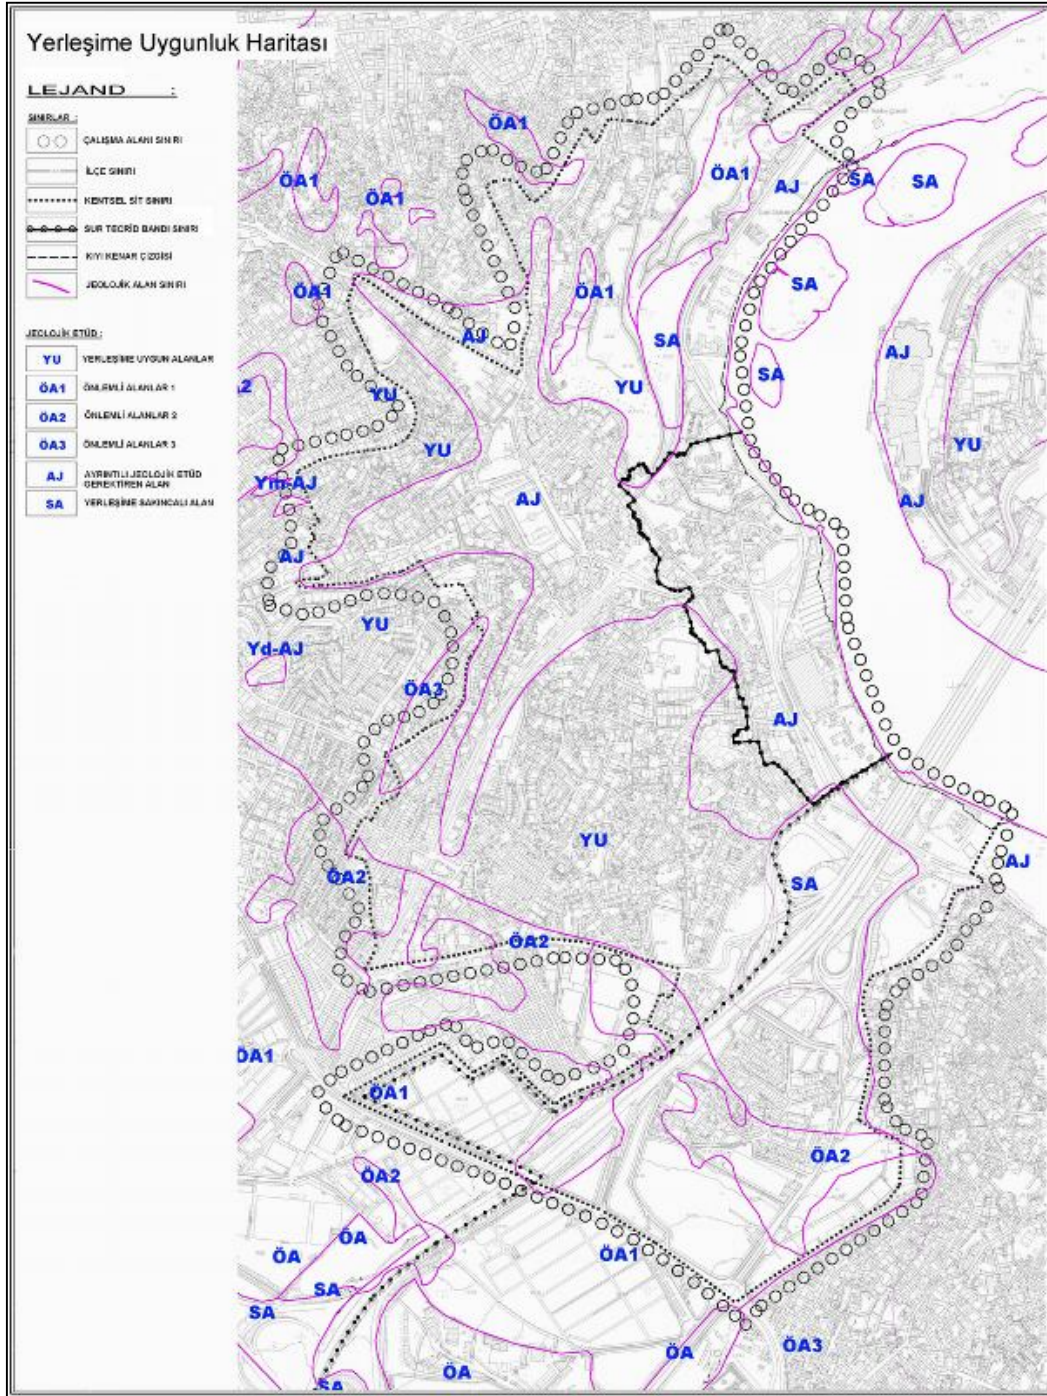 Yerleşime Uygunluk Haritası
LEJAND :
SINIRLAR :
ÇALIŞMA ALANI SINIRI
İLÇE SINIRI
KENTSEL SİT SINIRI
SUR TECRİD BANDI SINIRI
KIYI KENAR ÇİZGİSİ
JEOLOJİK ALAN SINIRI
JEOLOJİK ETÜD :
YU YERLEŞİME UYGUN ALANLAR
ÖA1 ÖNLEMLİ ALANLAR 1
ÖA2 ÖNLEMLİ ALANLAR 2
ÖA3 ÖNLEMLİ ALANLAR 3
AJ AYRINTILI JEOLOJİK ETÜD
GEREKTİREN ALAN
SA YERLEŞİME SAKINCALI ALAN
ÖA1
ÖA1
ÖA1
ÖA1
AJ
SA
SA
ÖA1
ÖA1
SA
AJ
SA
AJ
SA
YU
YU
YU
YU
Ym-AJ
AJ
AJ
AJ
YU
Yd-AJ
ÖA3
AJ
YU
AJ
SA
ÖA2
ÖA2
ÖA1
ÖA1
ÖA2
ÖA2
ÖA
ÖA
ÖA1
SA
SA
ÖA
ÖA
ÖA3
SA